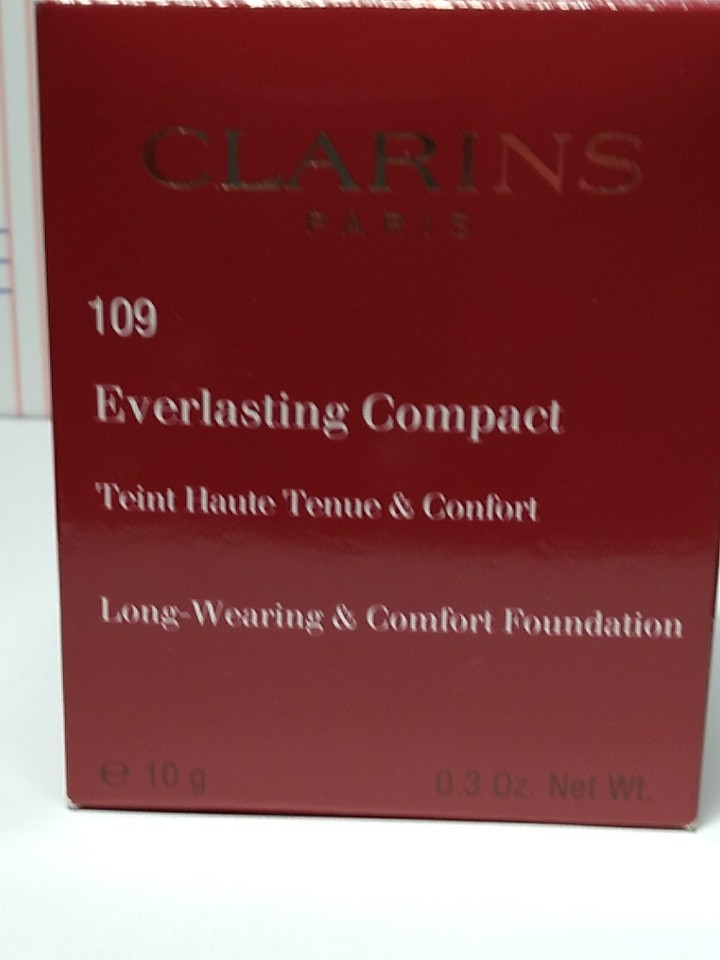 CLARINS
PARIS
109
Everlasting Compact
Teint Haute Tenue & Confort
Long-Wearing & Comfort Foundation
℮ 10 g 0.3 Oz. Net Wt.